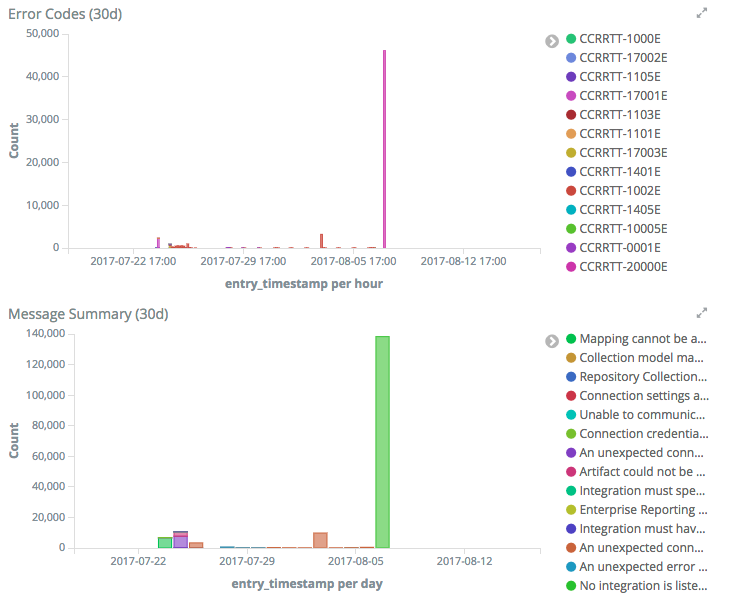 Error Codes (30d)
50,000
40,000
30,000
20,000
10,000
0
Count
2017-07-22 17:00
2017-07-29 17:00
2017-08-05 17:00
2017-08-12 17:00
entry_timestamp per hour
CCRRTT-1000E
CCRRTT-17002E
CCRRTT-1105E
CCRRTT-17001E
CCRRTT-1103E
CCRRTT-1101E
CCRRTT-17003E
CCRRTT-1401E
CCRRTT-1002E
CCRRTT-1405E
CCRRTT-10005E
CCRRTT-0001E
CCRRTT-20000E
Message Summary (30d)
140,000
120,000
100,000
80,000
60,000
40,000
20,000
0
Count
2017-07-22
2017-07-29
2017-08-05
2017-08-12
entry_timestamp per day
Mapping cannot be a...
Collection model ma...
Repository Collection...
Connection settings a...
Unable to communic...
Connection credentia...
An unexpected conn...
Artifact could not be ...
Integration must spe...
Enterprise Reporting ...
Integration must hav...
An unexpected conn...
An unexpected error ...
No integration is liste...